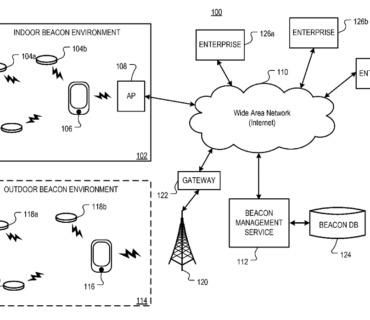 100
INDOOR BEACON ENVIRONMENT
104a
104b
108
AP
106
102
ENTERPRISE
126a
ENTERPRISE
126b
110
Wide Area Network
(Internet)
OUTDOOR BEACON ENVIRONMENT
118a
118b
116
114
GATEWAY
122
120
BEACON
MANAGEMENT
SERVICE
112
BEACON DB
124